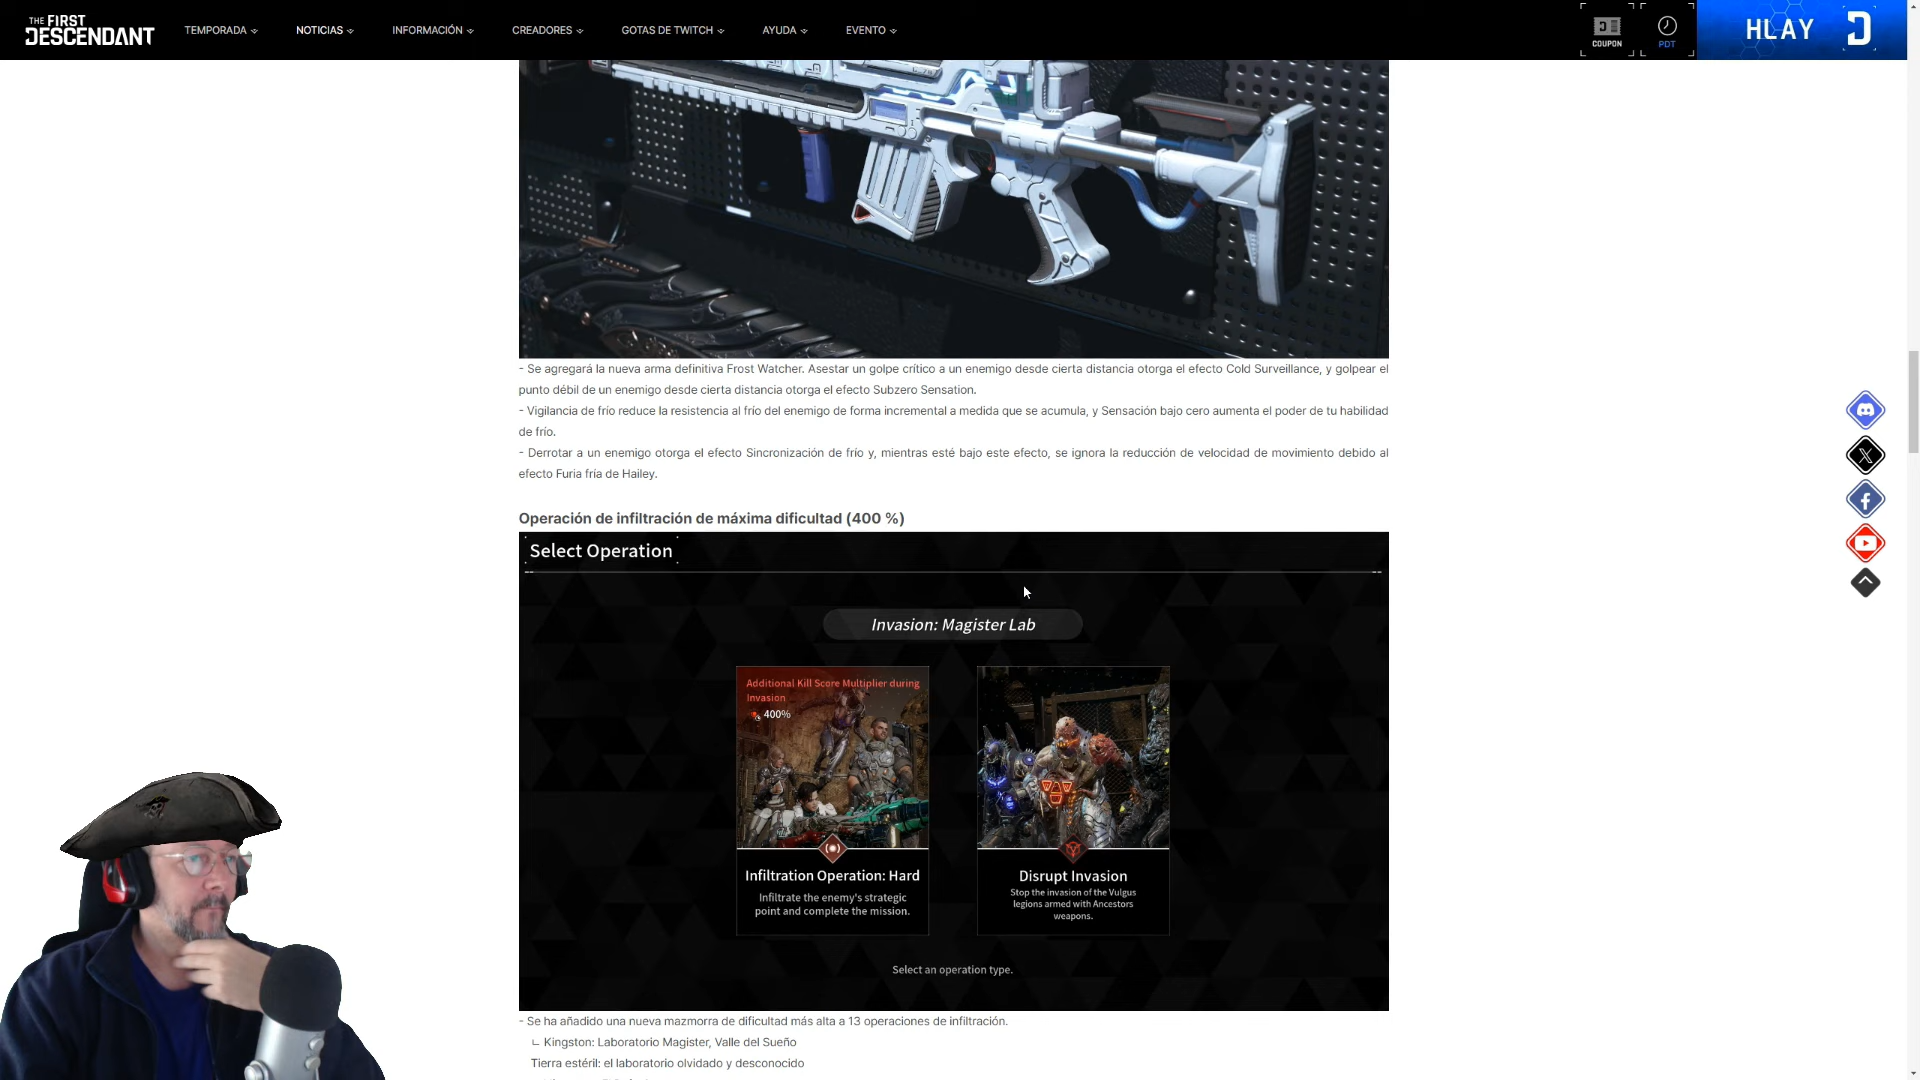 THE FIRST
DESCENDANT
TEMPORADA
NOTICIAS
INFORMACIÓN
CREADORES
GOTAS DE TWITCH
AYUDA
EVENTO
COUPON
PDT
HLAY
- Se agregará la nueva arma definitiva Frost Watcher. Asestar un golpe crítico a un enemigo desde cierta distancia otorga el efecto Cold Surveillance, y golpear el
punto débil de un enemigo desde cierta distancia otorga el efecto Subzero Sensation.
- Vigilancia de frío reduce la resistencia al frío del enemigo de forma incremental a medida que se acumula, y Sensación bajo cero aumenta el poder de tu habilidad
de frío.
- Derrotar a un enemigo otorga el efecto Sincronización de frío y, mientras esté bajo este efecto, se ignora la reducción de velocidad de movimiento debido al
efecto Furia fría de Hailey.
Operación de infiltración de máxima dificultad (400 %)
Select Operation
Invasion: Magister Lab
Additional Kill Score Multiplier during
Invasion
400%
Infiltration Operation: Hard
Infiltrate the enemy's strategic
point and complete the mission.
Disrupt Invasion
Stop the invasion of the Vulgus
legions armed with Ancestors
weapons.
Select an operation type.
- Se ha añadido una nueva mazmorra de dificultad más alta a 13 operaciones de infiltración.
ㄴ Kingston: Laboratorio Magister, Valle del Sueño
Tierra estéril: el laboratorio olvidado y desconocido